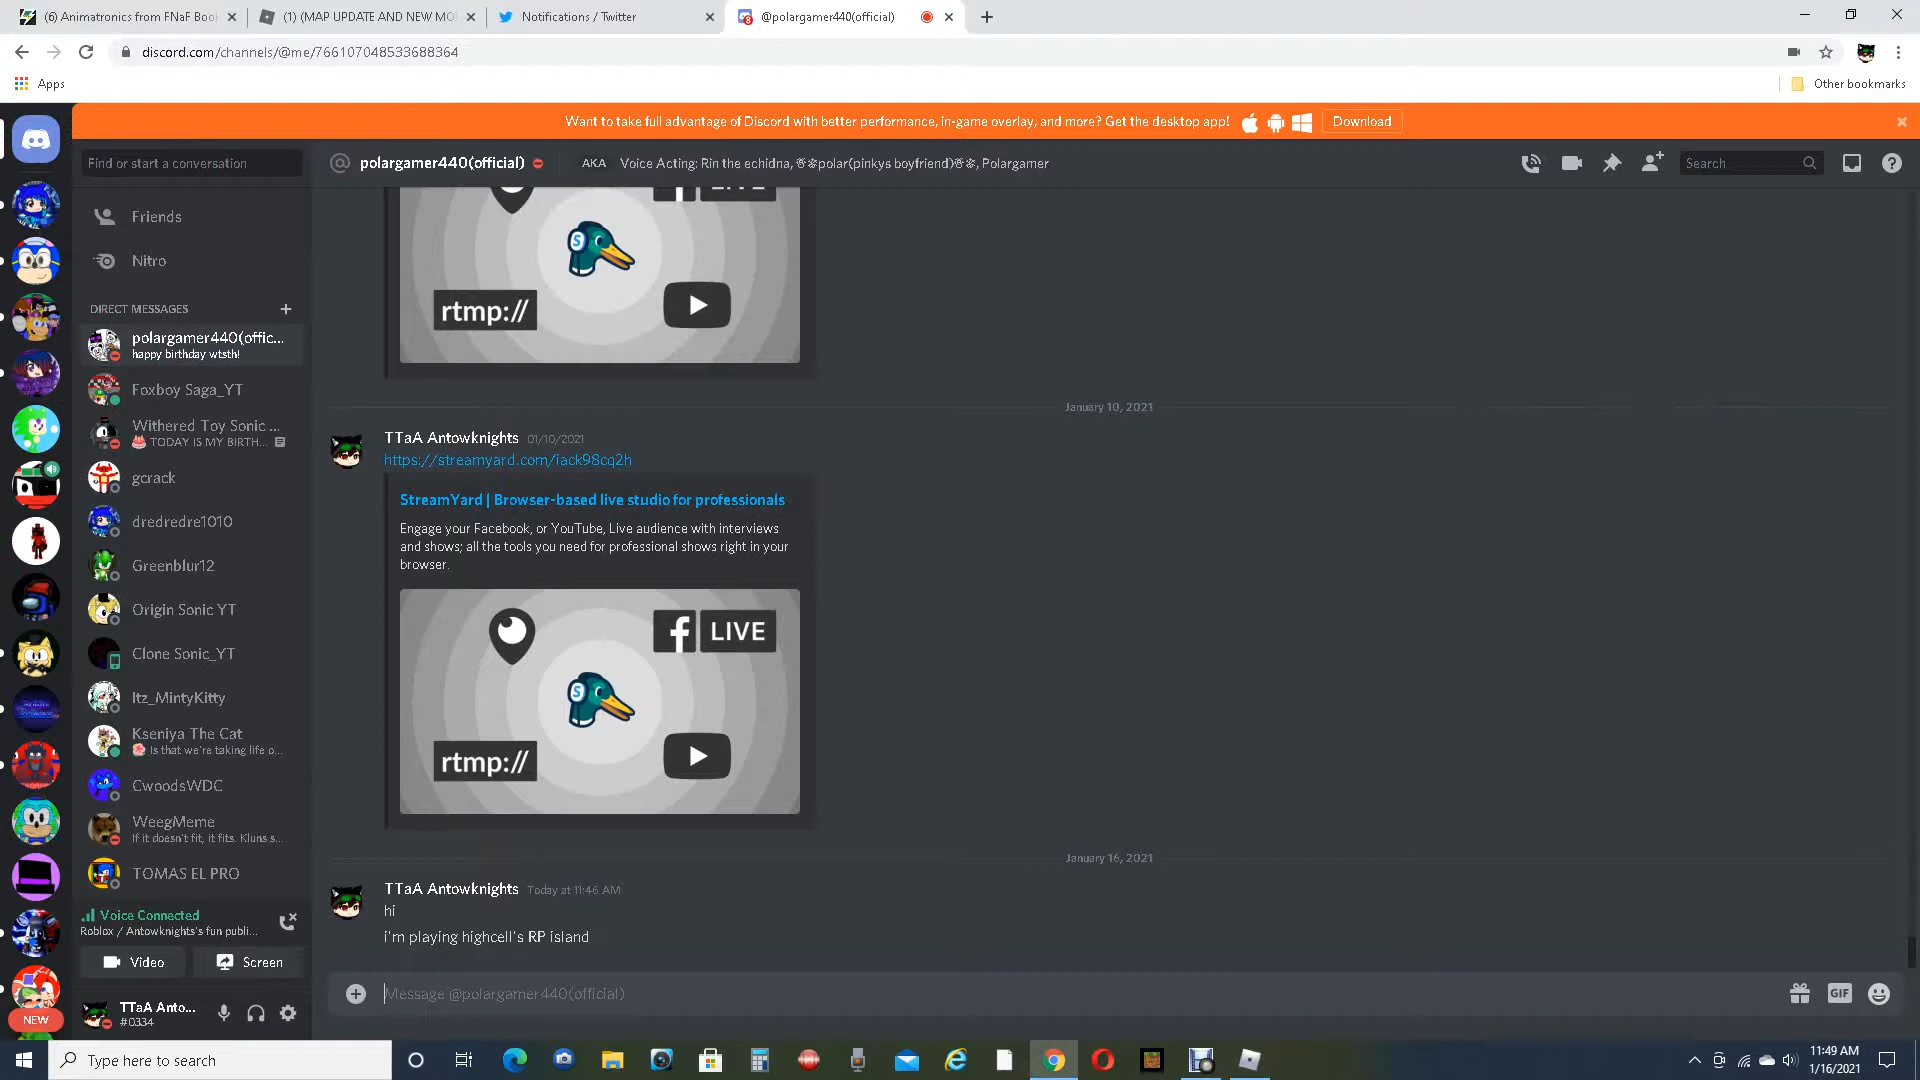 (6) Animatronics from FNaF Boo
(1) (MAP UPDATE AND NEW MO
Notifications / Twitter
@polargamer440(official)
discord.com/channels/@me/766107048533688364
Apps
Other bookmarks
Want to take full advantage of Discord with better performance, in-game overlay, and more? Get the desktop app!
Download
Find or start a conversation
polargamer440(official)
AKA
Voice Acting: Rin the echidna, polar(pinkys boyfriend), Polargamer
Search
Friends
Nitro
DIRECT MESSAGES
polargamer440(offic...
happy birthday wtsth!
Foxboy Saga_YT
Withered Toy Sonic ...
TODAY IS MY BIRTH...
gcrack
dredredre1010
Greenblur12
Origin Sonic YT
Clone Sonic_YT
Itz_MintyKitty
Kseniya The Cat
Is that we're taking life o...
CwoodsWDC
WeegMeme
If it doesn't fit, it fits. Kluns s...
TOMAS EL PRO
Voice Connected
Roblox / Antowknights's fun publi...
Video
Screen
TTaA Anto...
#0334
NEW
LIVE
rtmp://
January 10, 2021
TTaA Antowknights 01/10/2021
https://streamyard.com/iack98cq2h
StreamYard | Browser-based live studio for professionals
Engage your Facebook, or YouTube, Live audience with interviews
and shows; all the tools you need for professional shows right in your
browser.
LIVE
rtmp://
January 16, 2021
TTaA Antowknights Today at 11:46 AM
hi
i'm playing highcell's RP island
Message @polargamer440(official)
GIF
Type here to search
11:49 AM
1/16/2021